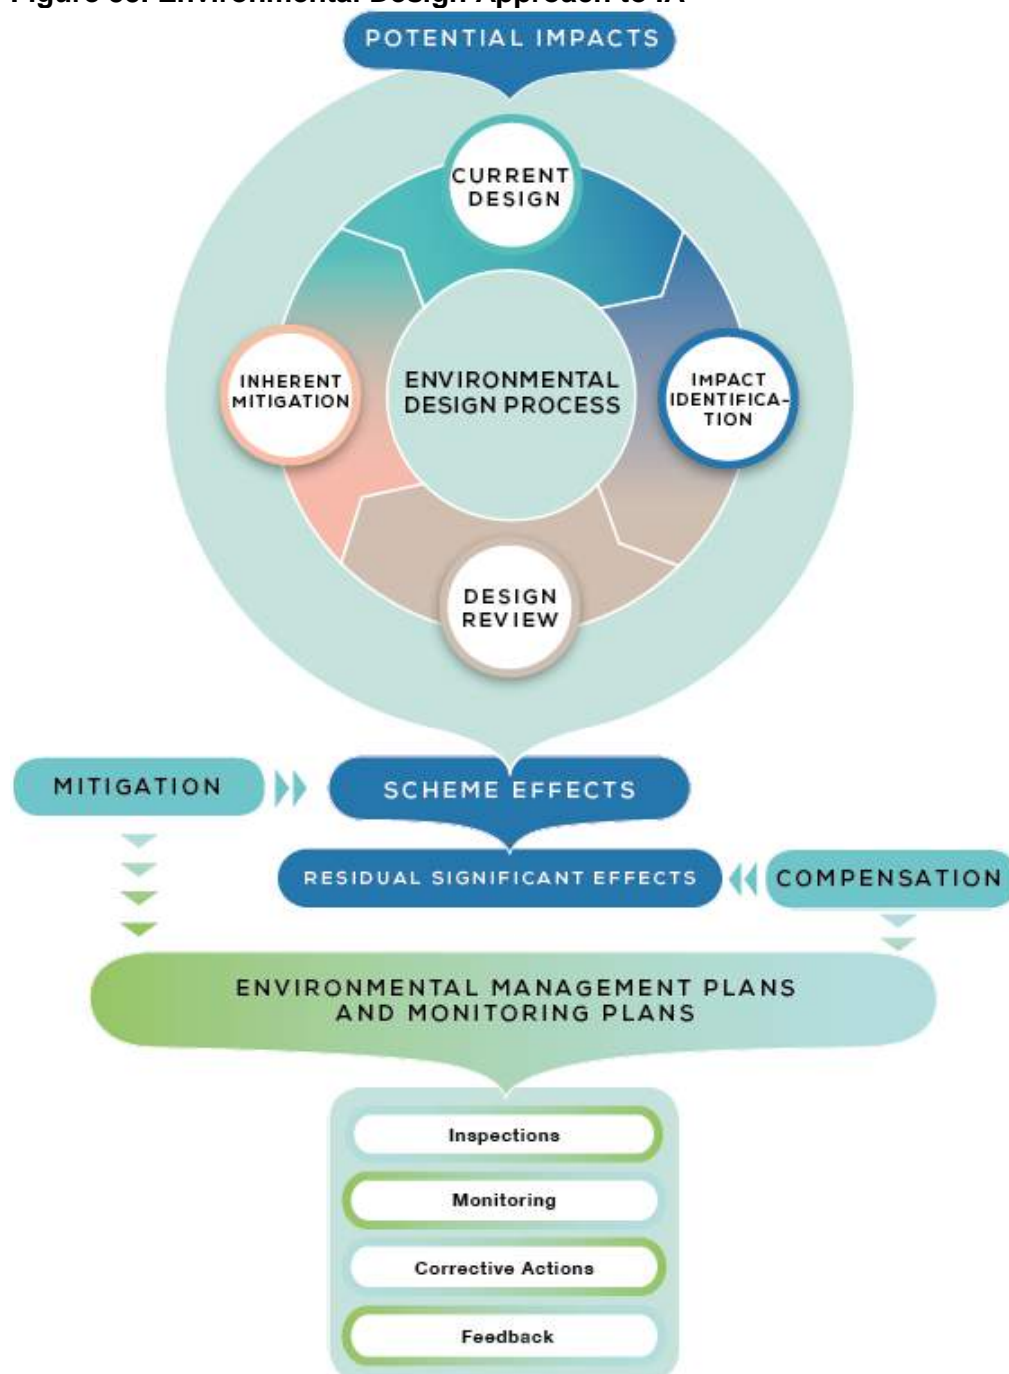 POTENTIAL IMPACTS
CURRENT
DESIGN
INHERENT
MITIGATION
ENVIRONMENTAL
DESIGN PROCESS
IMPACT
IDENTIFICA-
TION
DESIGN
REVIEW
MITIGATION
SCHEME EFFECTS
RESIDUAL SIGNIFICANT EFFECTS
COMPENSATION
ENVIRONMENTAL MANAGEMENT PLANS
AND MONITORING PLANS
Inspections
Monitoring
Corrective Actions
Feedback